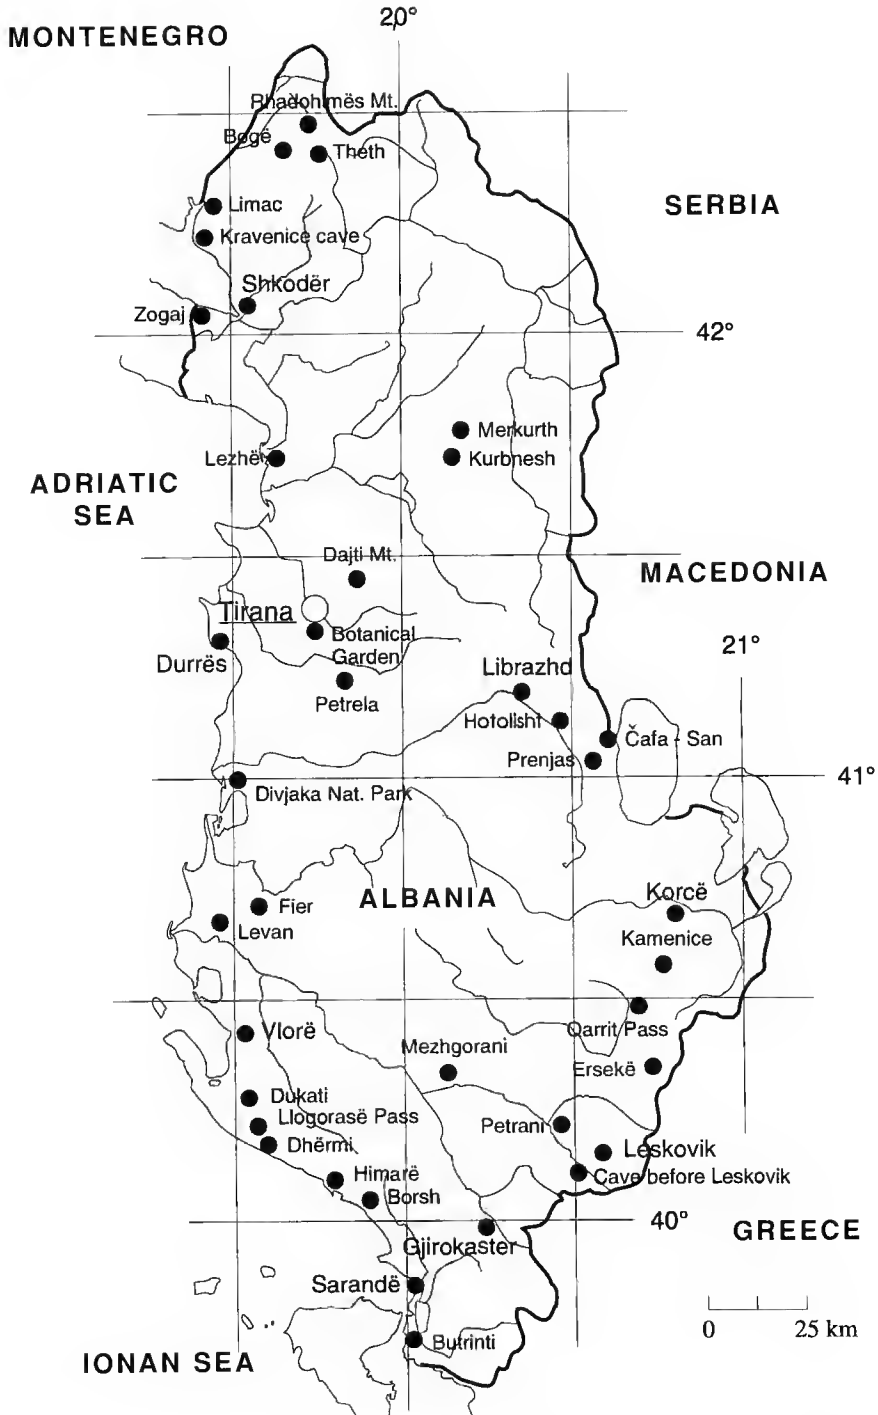 20°
MONTENEGRO
Rhadohimës Mt.
Bogë
Theth
Limac
SERBIA
Kravenice cave
Shkodër
Zogaj
42°
Merkurth
Lezhë
Kurbnesh
ADRIATIC
SEA
Dajti Mt.
MACEDONIA
Tirana
Botanical
Garden
21°
Durrës
Librazhd
Petrela
Hotolisht
Čafa - San
Prenjas
41°
Divjaka Nat. Park
Korcë
ALBANIA
Fier
Levan
Kamenice
Vlorë
Qarrit Pass
Mezhgorani
Ersekë
Dukati
Llogorasë Pass
Petrani
Dhërmi
Leskovik
Himarë
Cave before Leskovik
Borsh
40°
GREECE
Gjirokaster
Sarandë
0 25 km
Butrinti
IONAN SEA